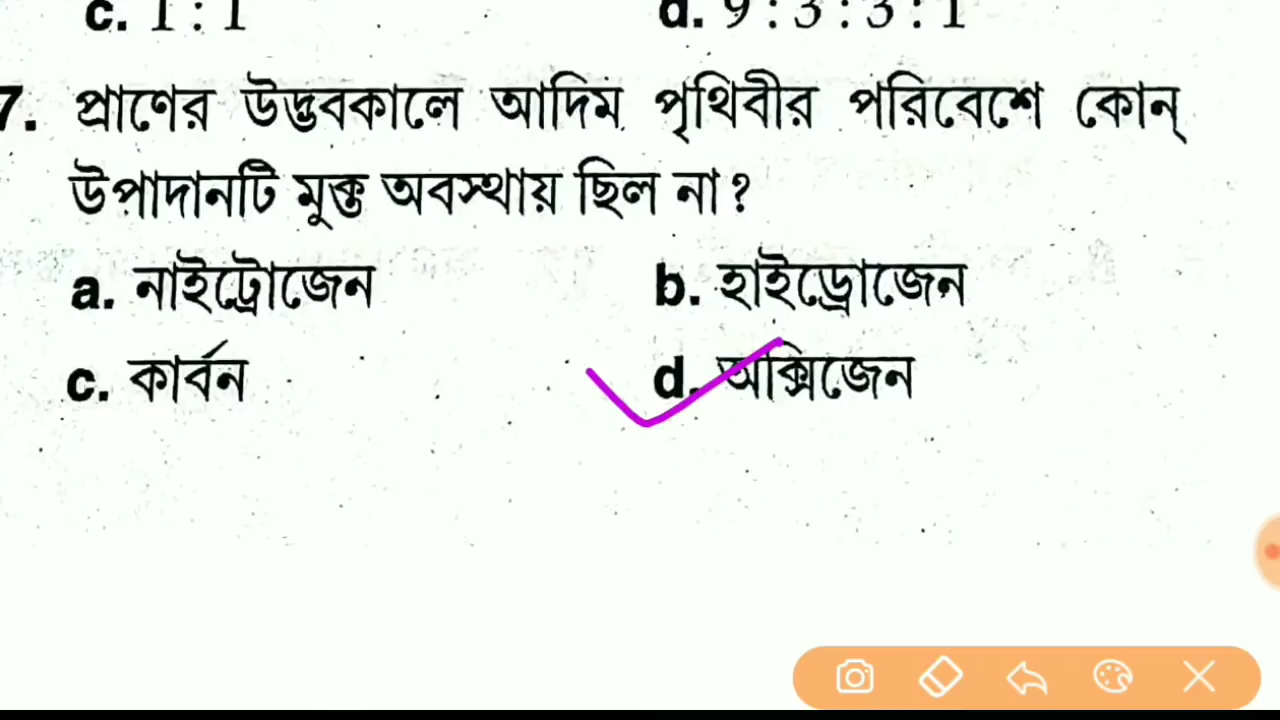 c. 1 : 1 d. 9 : 3 : 3 : 1
7. প্রাণের উদ্ভবকালে আদিম পৃথিবীর পরিবেশে কোন্
উপাদানটি মুক্ত অবস্থায় ছিল না?
a. নাইট্রোজেন b. হাইড্রোজেন
c. কার্বন d. অক্সিজেন